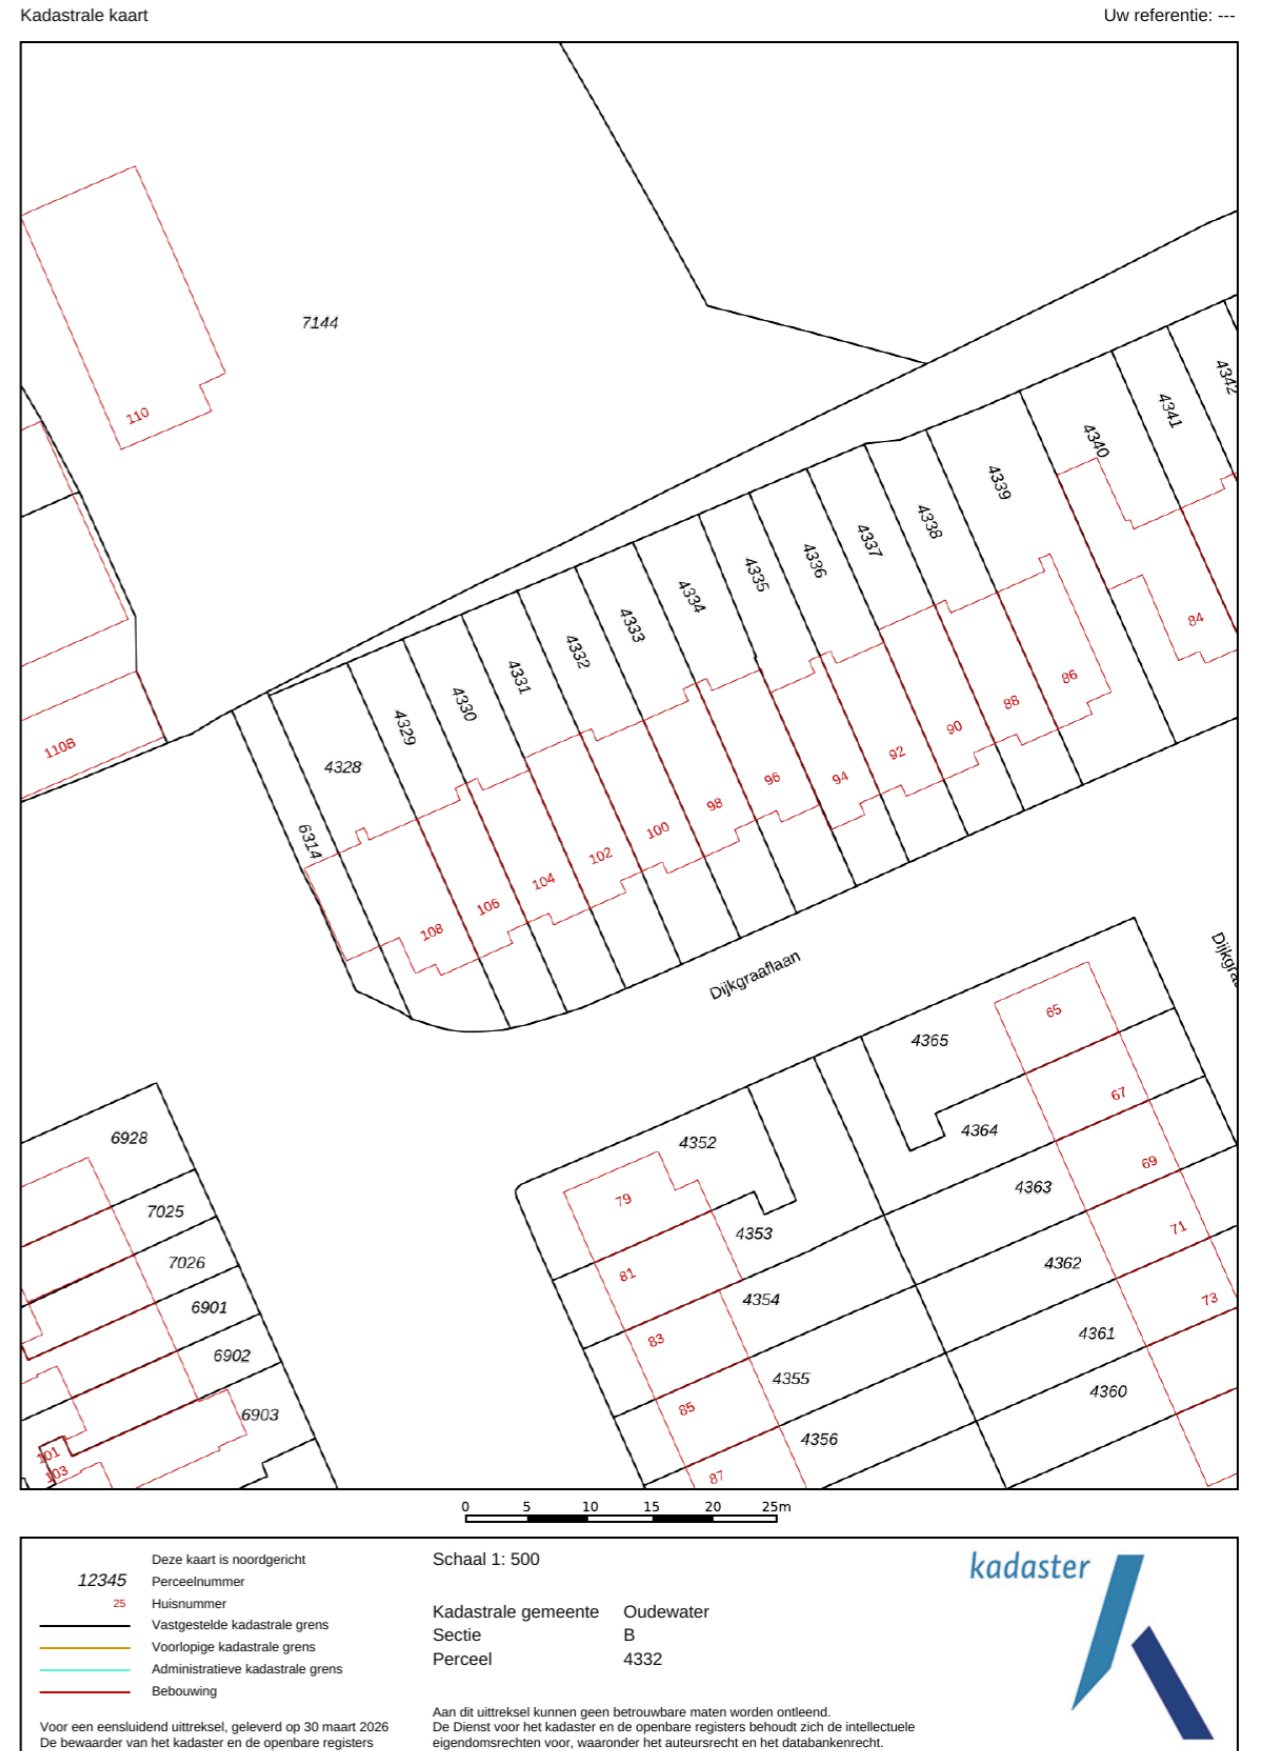 Kadastrale kaart
Uw referentie: ---
7144
110
110B
4342
4341
4340
4339
4338
4337
4336
4335
4334
4333
4332
4331
4330
4329
4328
6314
84
86
88
90
92
94
96
98
100
102
104
106
108
Dijkgraaflaan
65
4365
67
4364
69
4363
71
4362
73
4361
4360
4352
79
4353
81
4354
83
4355
85
4356
87
6928
7025
7026
6901
6902
6903
101
103
0 5 10 15 20 25m
Deze kaart is noordgericht
12345 Perceelnummer
25 Huisnummer
Vastgestelde kadastrale grens
Voorlopige kadastrale grens
Administratieve kadastrale grens
Bebouwing
Voor een eensluidend uittreksel, geleverd op 30 maart 2026
De bewaarder van het kadaster en de openbare registers
Schaal 1: 500
Kadastrale gemeente Oudewater
Sectie B
Perceel 4332
Aan dit uittreksel kunnen geen betrouwbare maten worden ontleend.
De Dienst voor het kadaster en de openbare registers behoudt zich de intellectuele
eigendomsrechten voor, waaronder het auteursrecht en het databankenrecht.
kadaster